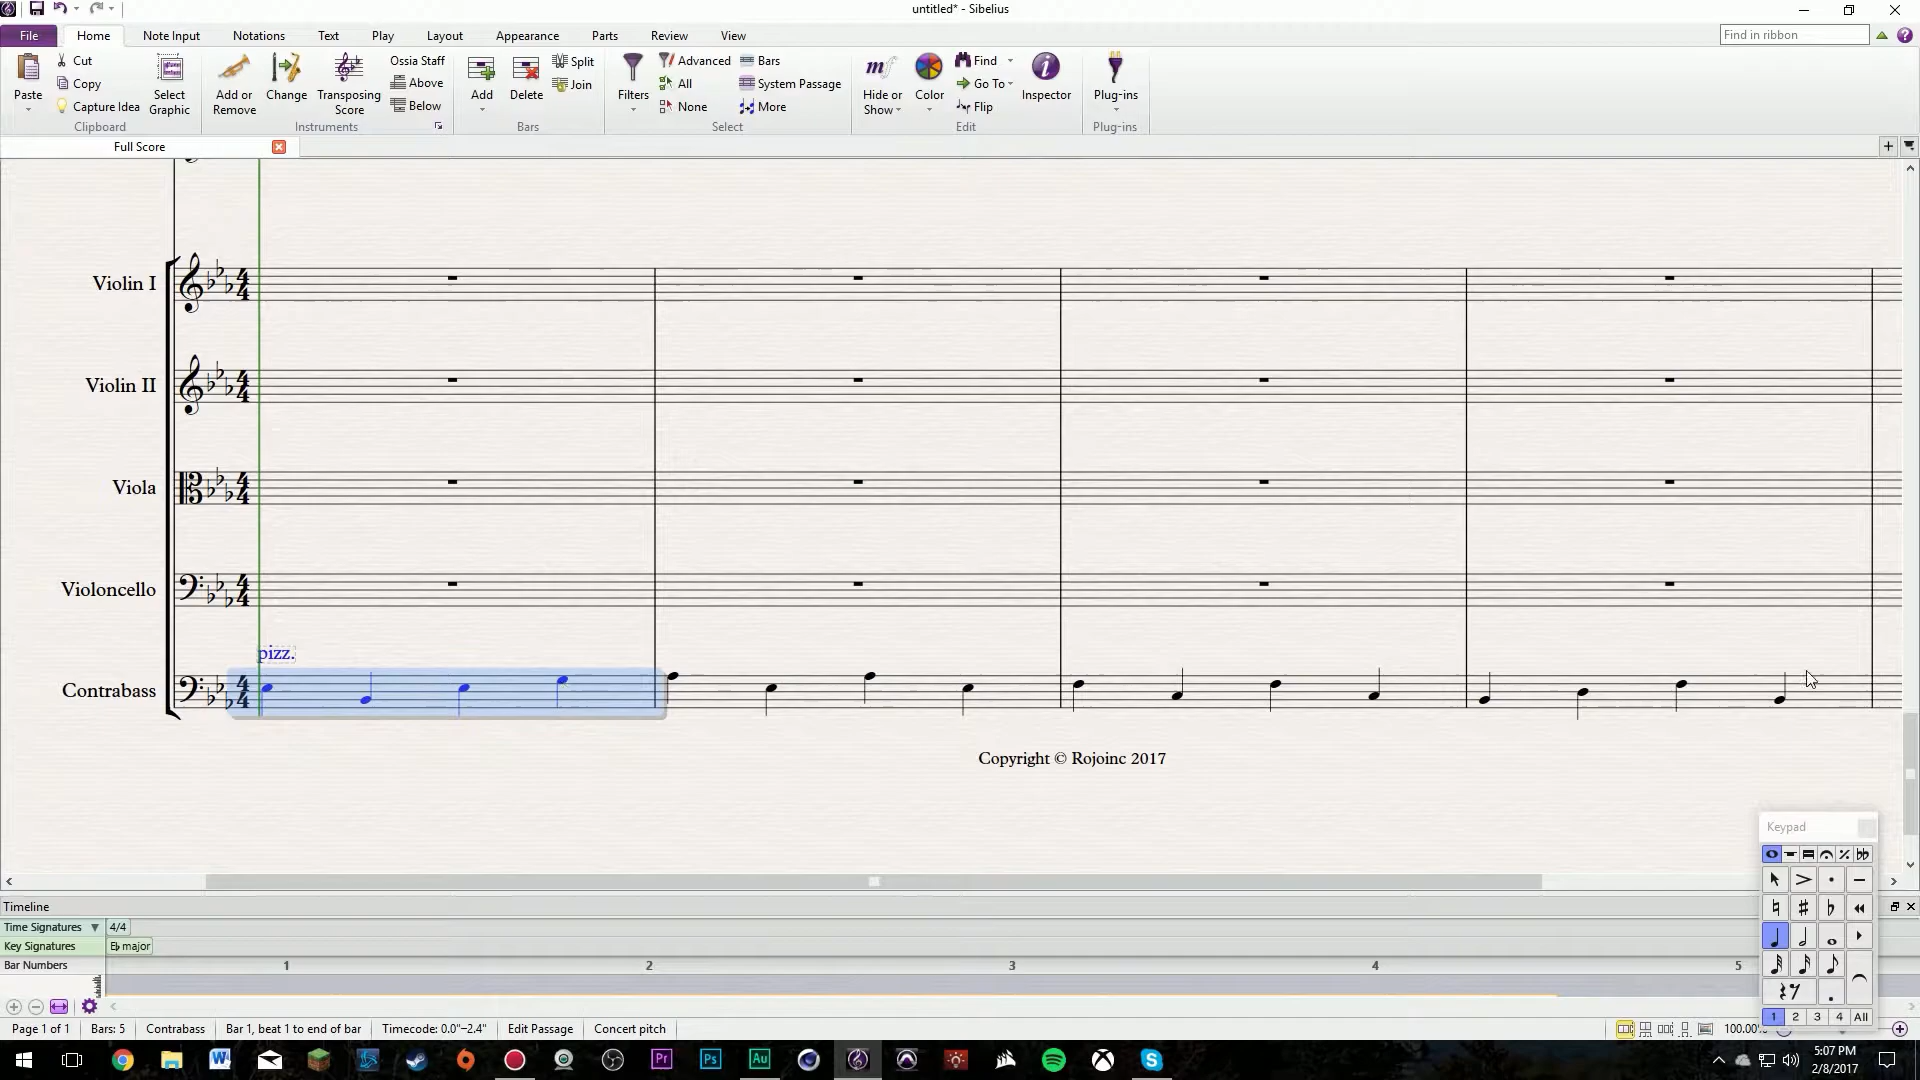 untitled* - Sibelius
File Home Note Input Notations Text Play Layout Appearance Parts Review View Find in ribbon
Paste Cut Copy Capture Idea Select Graphic Clipboard
Add or Remove Change Transposing Score Ossia Staff Above Below Instruments
Add Delete Split Join Bars
Filters Advanced All None Bars System Passage More Select
Hide or Show Color Find Go To Flip Inspector Edit
Plug-ins Plug-ins
Full Score
Violin I
Violin II
Viola
Violoncello
pizz.
Contrabass
Copyright © Rojoinc 2017
Keypad
1 2 3 4 All
Timeline
Time Signatures 4/4
Key Signatures E♭ major
Bar Numbers 1 2 3 4 5
Page 1 of 1 Bars: 5 Contrabass Bar 1, beat 1 to end of bar Timecode: 0.0"–2.4" Edit Passage Concert pitch 100.00%
5:07 PM
2/8/2017